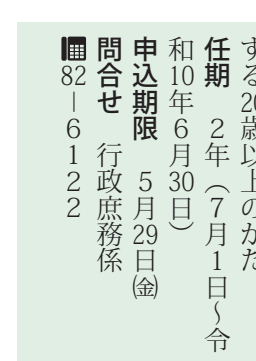 する20歳以上のかた
任期　２年（７月１日～令
和10年６月30日）
申込期限　５月29日㈮
問合せ　行政庶務係
☎82－６１２２